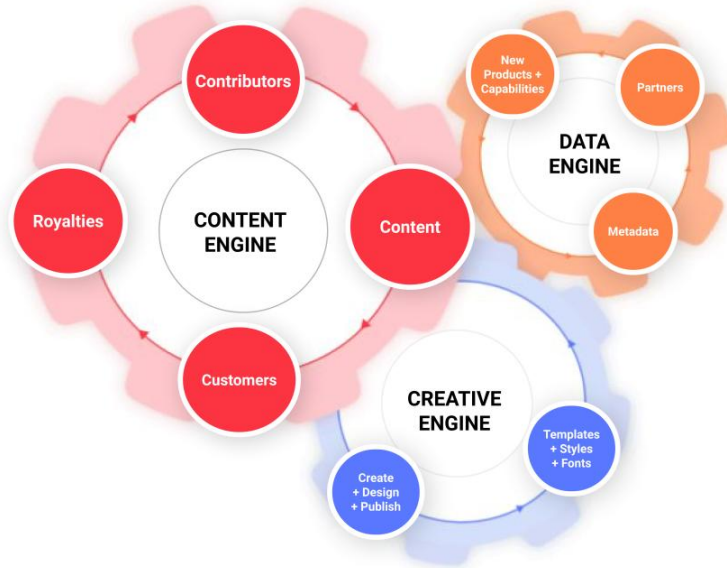 Contributors
Royalties
CONTENT
ENGINE
Content
Customers
New
Products +
Capabilities
Partners
DATA
ENGINE
Metadata
CREATIVE
ENGINE
Templates
+ Styles
+ Fonts
Create
+ Design
+ Publish